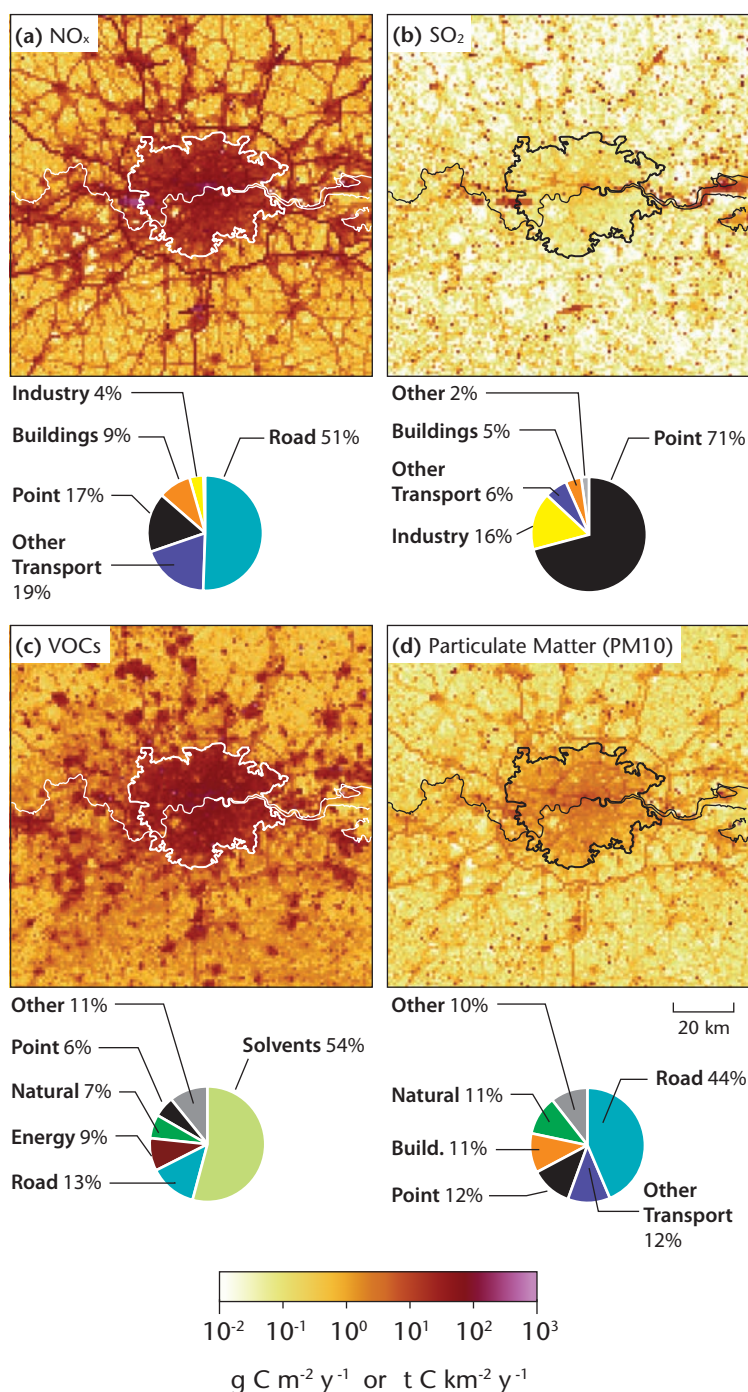 (a) NOₓ
(b) SO₂
Industry 4%
Buildings 9%
Road 51%
Point 17%
Other
Transport
19%
Other 2%
Buildings 5%
Point 71%
Other
Transport 6%
Industry 16%
(c) VOCs
(d) Particulate Matter (PM10)
Other 11%
Point 6%
Solvents 54%
Natural 7%
Energy 9%
Road 13%
Other 10%
20 km
Road 44%
Natural 11%
Build. 11%
Point 12%
Other
Transport
12%
10⁻² 10⁻¹ 10⁰ 10¹ 10² 10³
g C m⁻² y⁻¹ or t C km⁻² y⁻¹